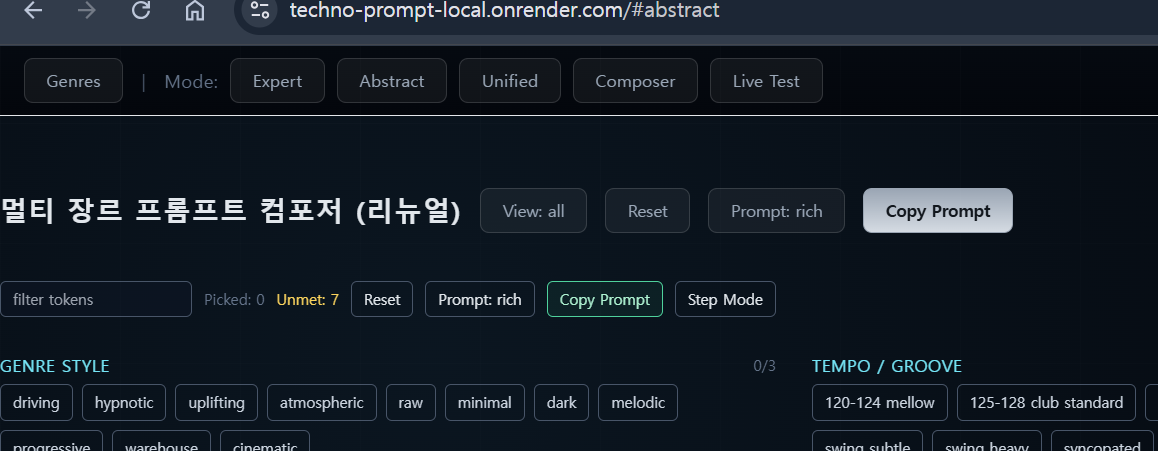 techno-prompt-local.onrender.com/#abstract
Genres | Mode: Expert Abstract Unified Composer Live Test
멀티 장르 프롬프트 컴포저 (리뉴얼) View: all Reset Prompt: rich Copy Prompt
filter tokens Picked: 0 Unmet: 7 Reset Prompt: rich Copy Prompt Step Mode
GENRE STYLE 0/3 TEMPO / GROOVE
driving hypnotic uplifting atmospheric raw minimal dark melodic 120-124 mellow 125-128 club standard
progressive warehouse cinematic swing subtle swing heavy syncopated